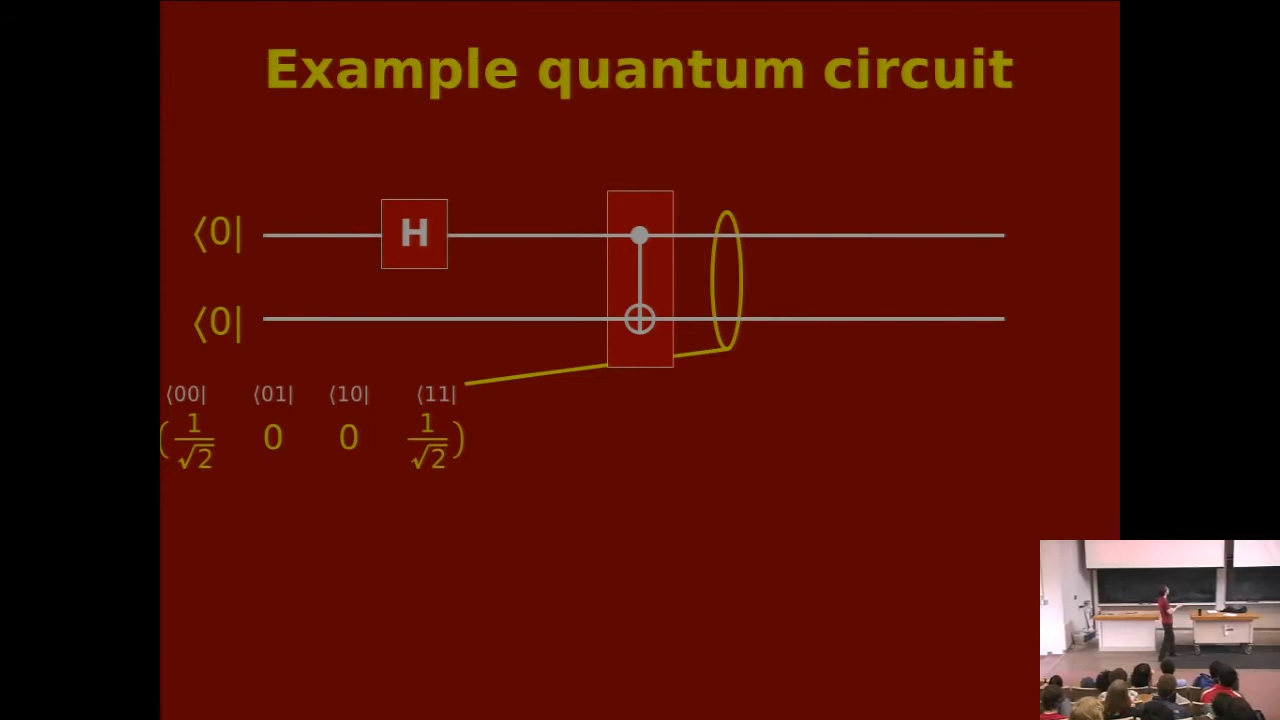 Example quantum circuit
⟨0| H
⟨0|
⟨00| ⟨01| ⟨10| ⟨11|
(1/√2 0 0 1/√2)